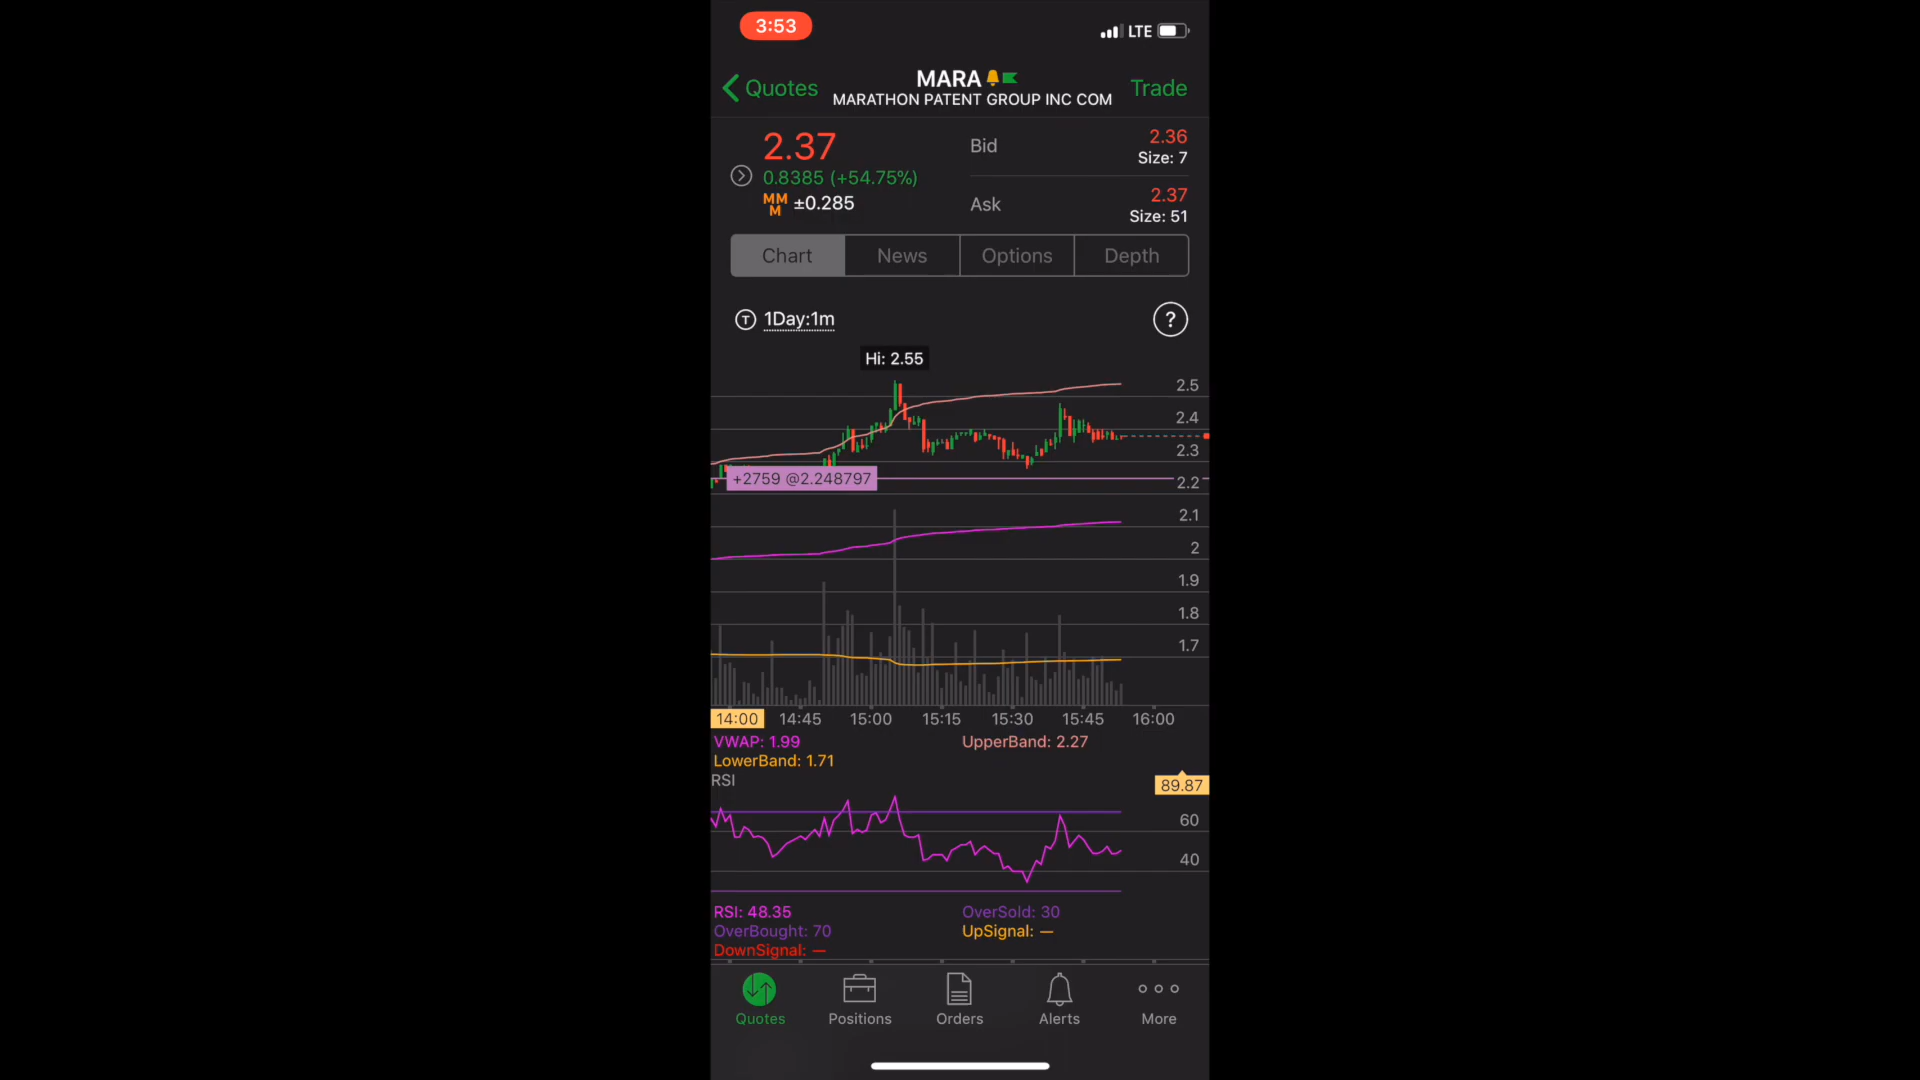 3:53
LTE
Quotes
MARA
MARATHON PATENT GROUP INC COM
Trade
2.37
0.8385 (+54.75%)
MM
M
±0.285
Bid
2.36
Size: 7
Ask
2.37
Size: 51
Chart
News
Options
Depth
T
1Day:1m
?
Hi: 2.55
2.5
2.4
2.3
+2759 @2.248797
2.2
2.1
2
1.9
1.8
1.7
14:00
14:45
15:00
15:15
15:30
15:45
16:00
VWAP: 1.99
UpperBand: 2.27
LowerBand: 1.71
RSI
89.87
60
40
RSI: 48.35
OverSold: 30
OverBought: 70
UpSignal: —
DownSignal: —
Quotes
Positions
Orders
Alerts
More